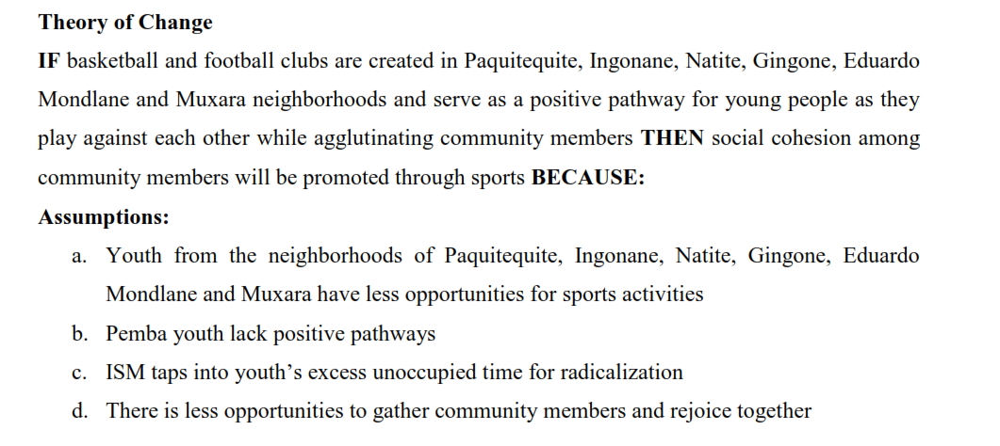 Theory of Change
IF basketball and football clubs are created in Paquitequite, Ingonane, Natite, Gingone, Eduardo
Mondlane and Muxara neighborhoods and serve as a positive pathway for young people as they
play against each other while agglutinating community members THEN social cohesion among
community members will be promoted through sports BECAUSE:
Assumptions:
a. Youth from the neighborhoods of Paquitequite, Ingonane, Natite, Gingone, Eduardo
Mondlane and Muxara have less opportunities for sports activities
b. Pemba youth lack positive pathways
c. ISM taps into youth’s excess unoccupied time for radicalization
d. There is less opportunities to gather community members and rejoice together